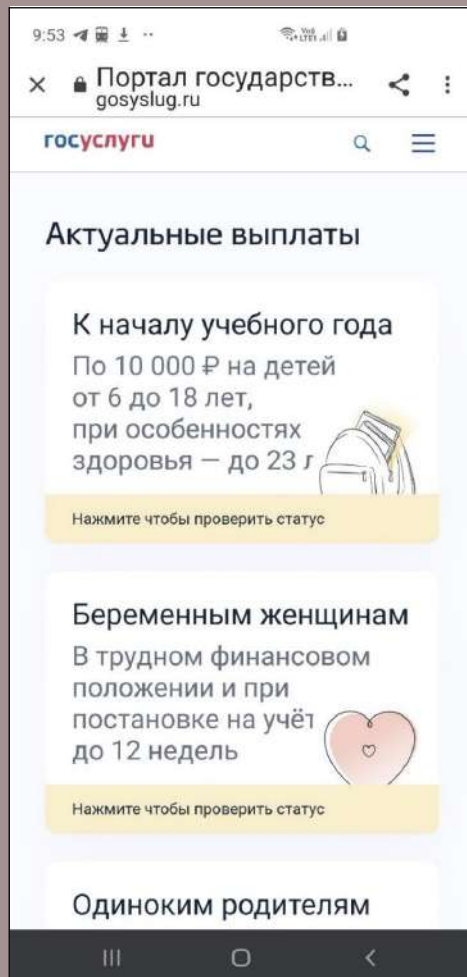 9:53
Портал государств...
gosyslug.ru
госуслуги
Актуальные выплаты
К началу учебного года
По 10 000 ₽ на детей
от 6 до 18 лет,
при особенностях
здоровья — до 23
Нажмите чтобы проверить статус
Беременным женщинам
В трудном финансовом
положении и при
постановке на учёт
до 12 недель
Нажмите чтобы проверить статус
Одиноким родителям